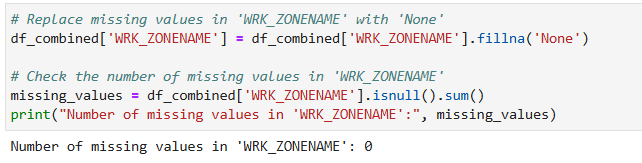 # Replace missing values in 'WRK_ZONENAME' with 'None'
df_combined['WRK_ZONENAME'] = df_combined['WRK_ZONENAME'].fillna('None')
# Check the number of missing values in 'WRK_ZONENAME'
missing_values = df_combined['WRK_ZONENAME'].isnull().sum()
print("Number of missing values in 'WRK_ZONENAME':", missing_values)
Number of missing values in 'WRK_ZONENAME': 0